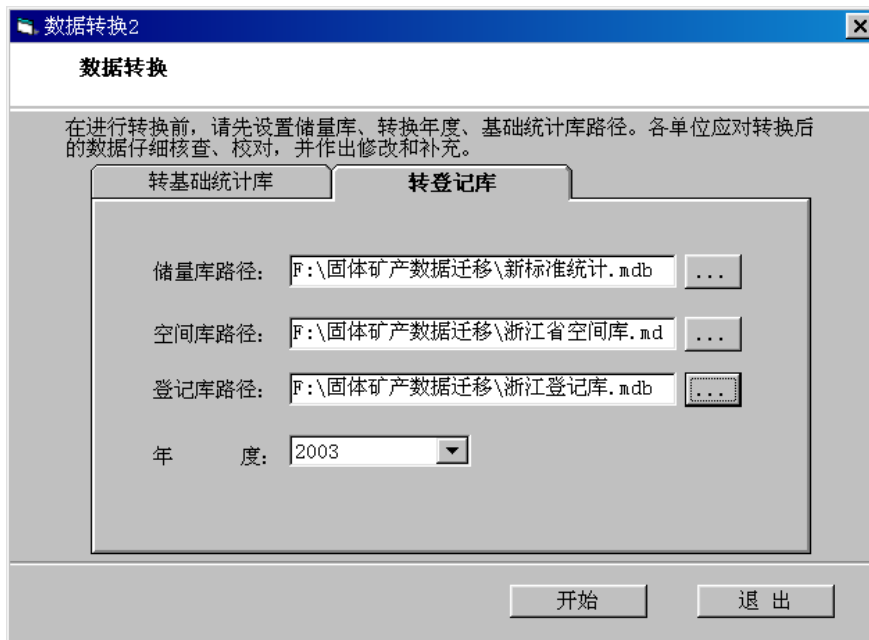 数据转换2
数据转换
在进行转换前，请先设置储量库、转换年度、基础统计库路径。各单位应对转换后
的数据仔细核查、校对，并作出修改和补充。
转基础统计库 转登记库
储量库路径： F:\固体矿产数据迁移\新标准统计.mdb ...
空间库路径： F:\固体矿产数据迁移\浙江省空间库.md ...
登记库路径： F:\固体矿产数据迁移\浙江登记库.mdb ...
年 度： 2003
开始 退 出